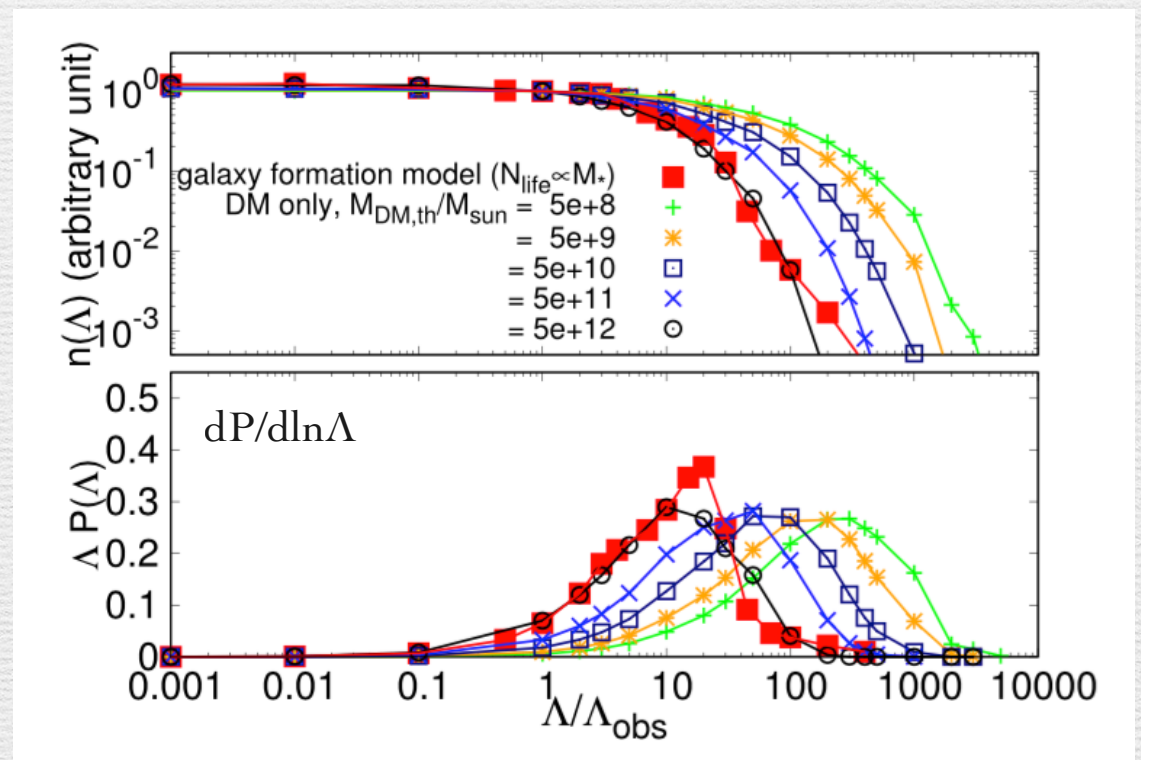 n(Λ) (arbitrary unit)
10^0
10^-1
10^-2
10^-3
galaxy formation model (N_life∝M_*)
DM only, M_DM,th/M_sun = 5e+8
= 5e+9
= 5e+10
= 5e+11
= 5e+12
Λ P(Λ)
0.5
0.4
0.3
0.2
0.1
0
dP/dlnΛ
0.001 0.01 0.1 1 10 100 1000 10000
Λ/Λ_obs